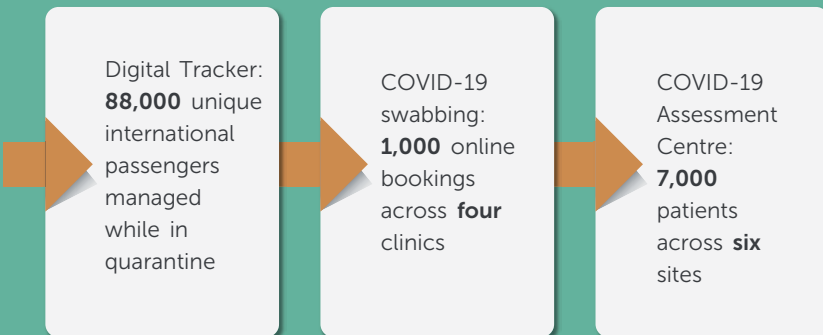 Digital Tracker:
88,000 unique
international
passengers
managed
while in
quarantine
COVID-19
swabbing:
1,000 online
bookings
across four
clinics
COVID-19
Assessment
Centre:
7,000
patients
across six
sites